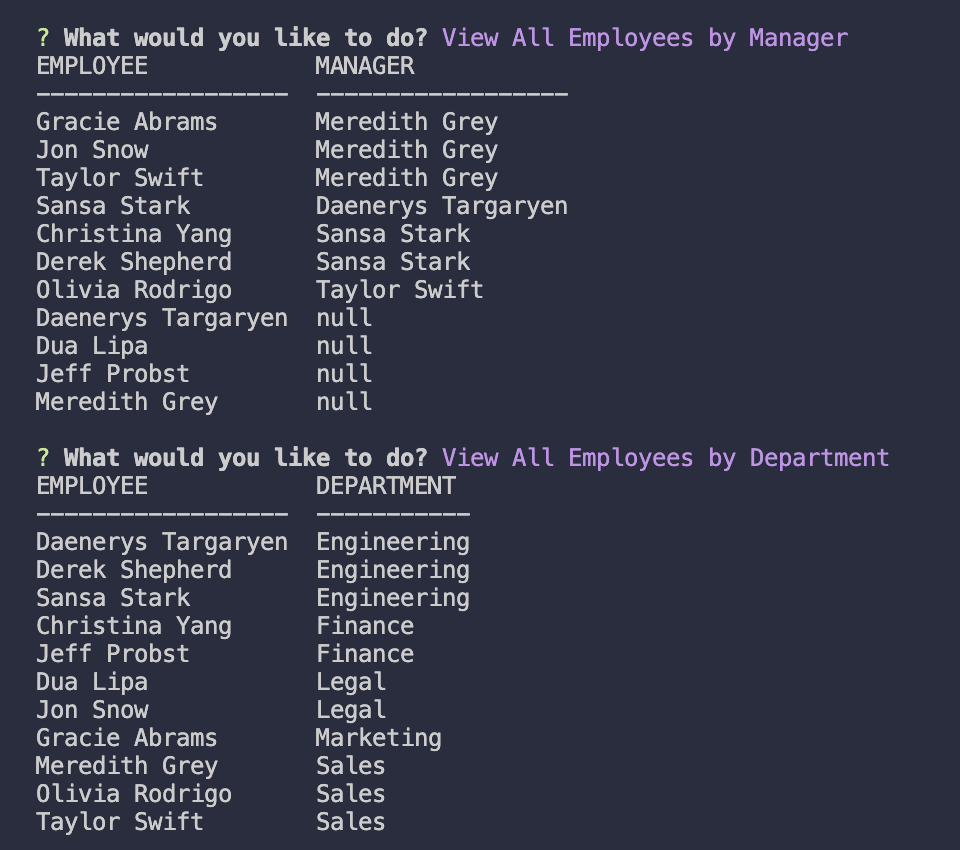 ? What would you like to do? View All Employees by Manager
EMPLOYEE            MANAGER
------------------  ------------------
Gracie Abrams       Meredith Grey
Jon Snow            Meredith Grey
Taylor Swift        Meredith Grey
Sansa Stark         Daenerys Targaryen
Christina Yang      Sansa Stark
Derek Shepherd      Sansa Stark
Olivia Rodrigo      Taylor Swift
Daenerys Targaryen  null
Dua Lipa            null
Jeff Probst         null
Meredith Grey       null

? What would you like to do? View All Employees by Department
EMPLOYEE            DEPARTMENT
------------------  -----------
Daenerys Targaryen  Engineering
Derek Shepherd      Engineering
Sansa Stark         Engineering
Christina Yang      Finance
Jeff Probst         Finance
Dua Lipa            Legal
Jon Snow            Legal
Gracie Abrams       Marketing
Meredith Grey       Sales
Olivia Rodrigo      Sales
Taylor Swift        Sales